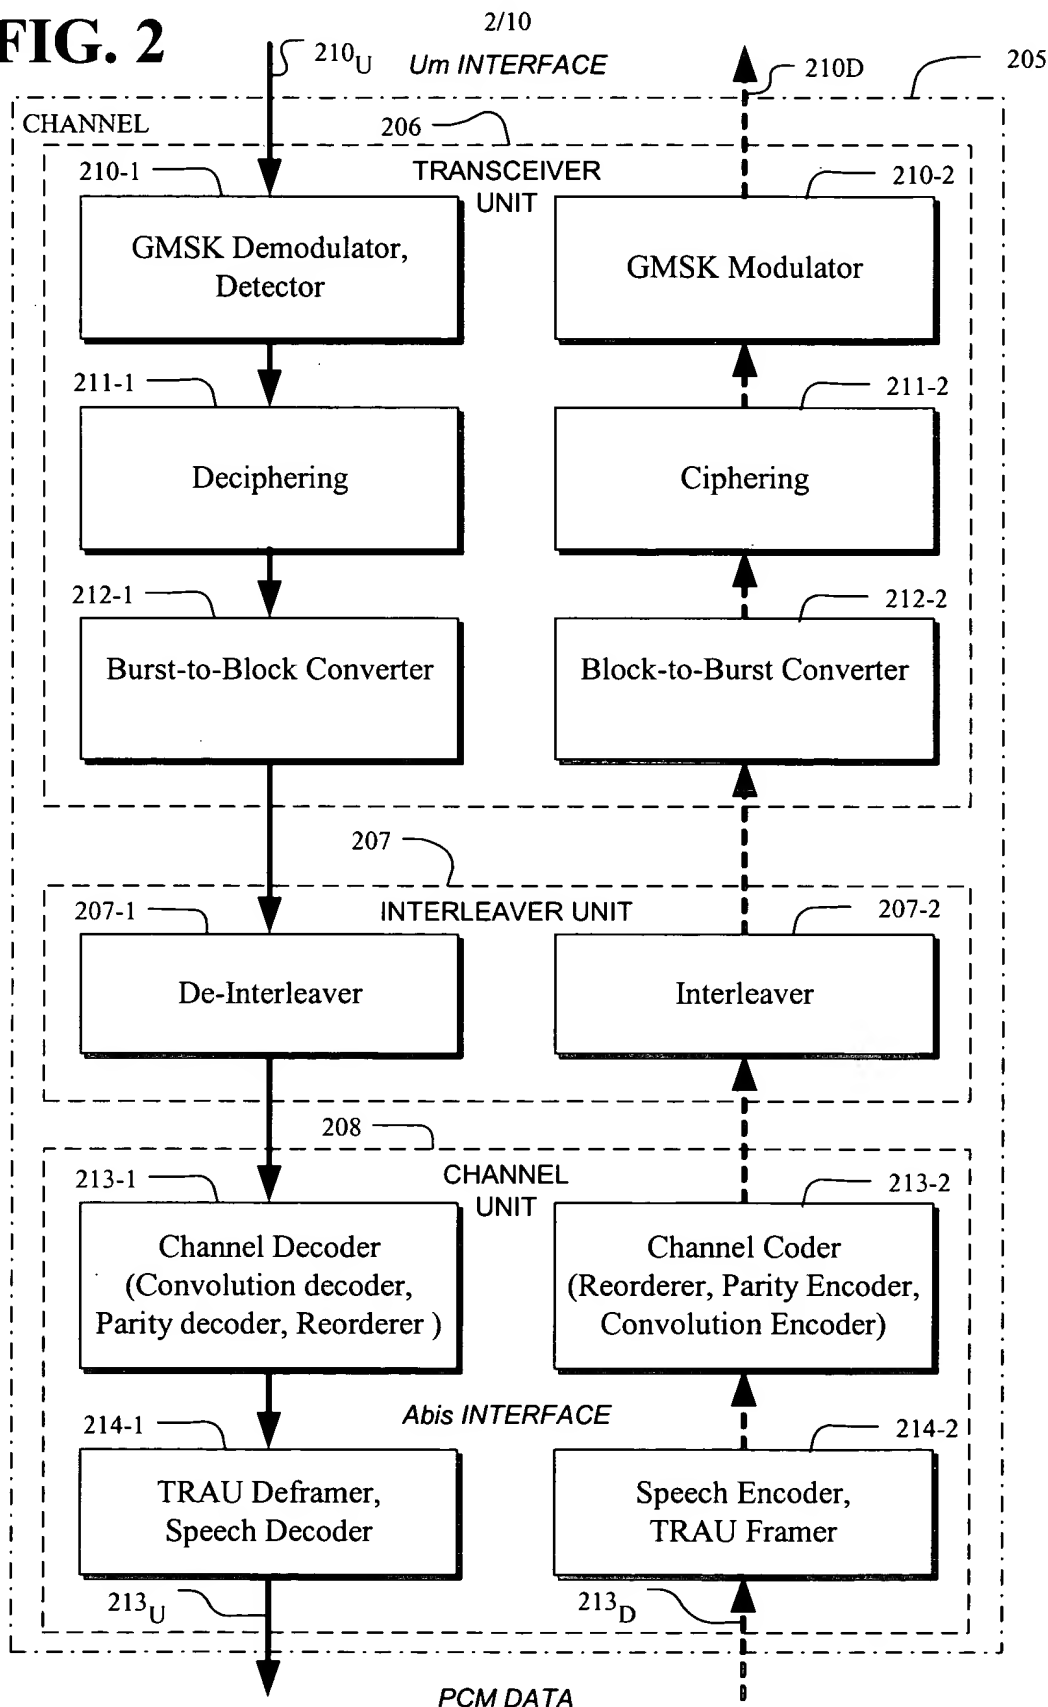 FIG. 2
2/10
210U
Um INTERFACE
210D
205
CHANNEL
206
TRANSCEIVER
UNIT
210-1
210-2
GMSK Demodulator,
Detector
GMSK Modulator
211-1
211-2
Deciphering
Ciphering
212-1
212-2
Burst-to-Block Converter
Block-to-Burst Converter
207
207-1
INTERLEAVER UNIT
207-2
De-Interleaver
Interleaver
208
CHANNEL
UNIT
213-1
213-2
Channel Decoder
(Convolution decoder,
Parity decoder, Reorderer )
Channel Coder
(Reorderer, Parity Encoder,
Convolution Encoder)
Abis INTERFACE
214-1
214-2
TRAU Deframer,
Speech Decoder
Speech Encoder,
TRAU Framer
213U
213D
PCM DATA